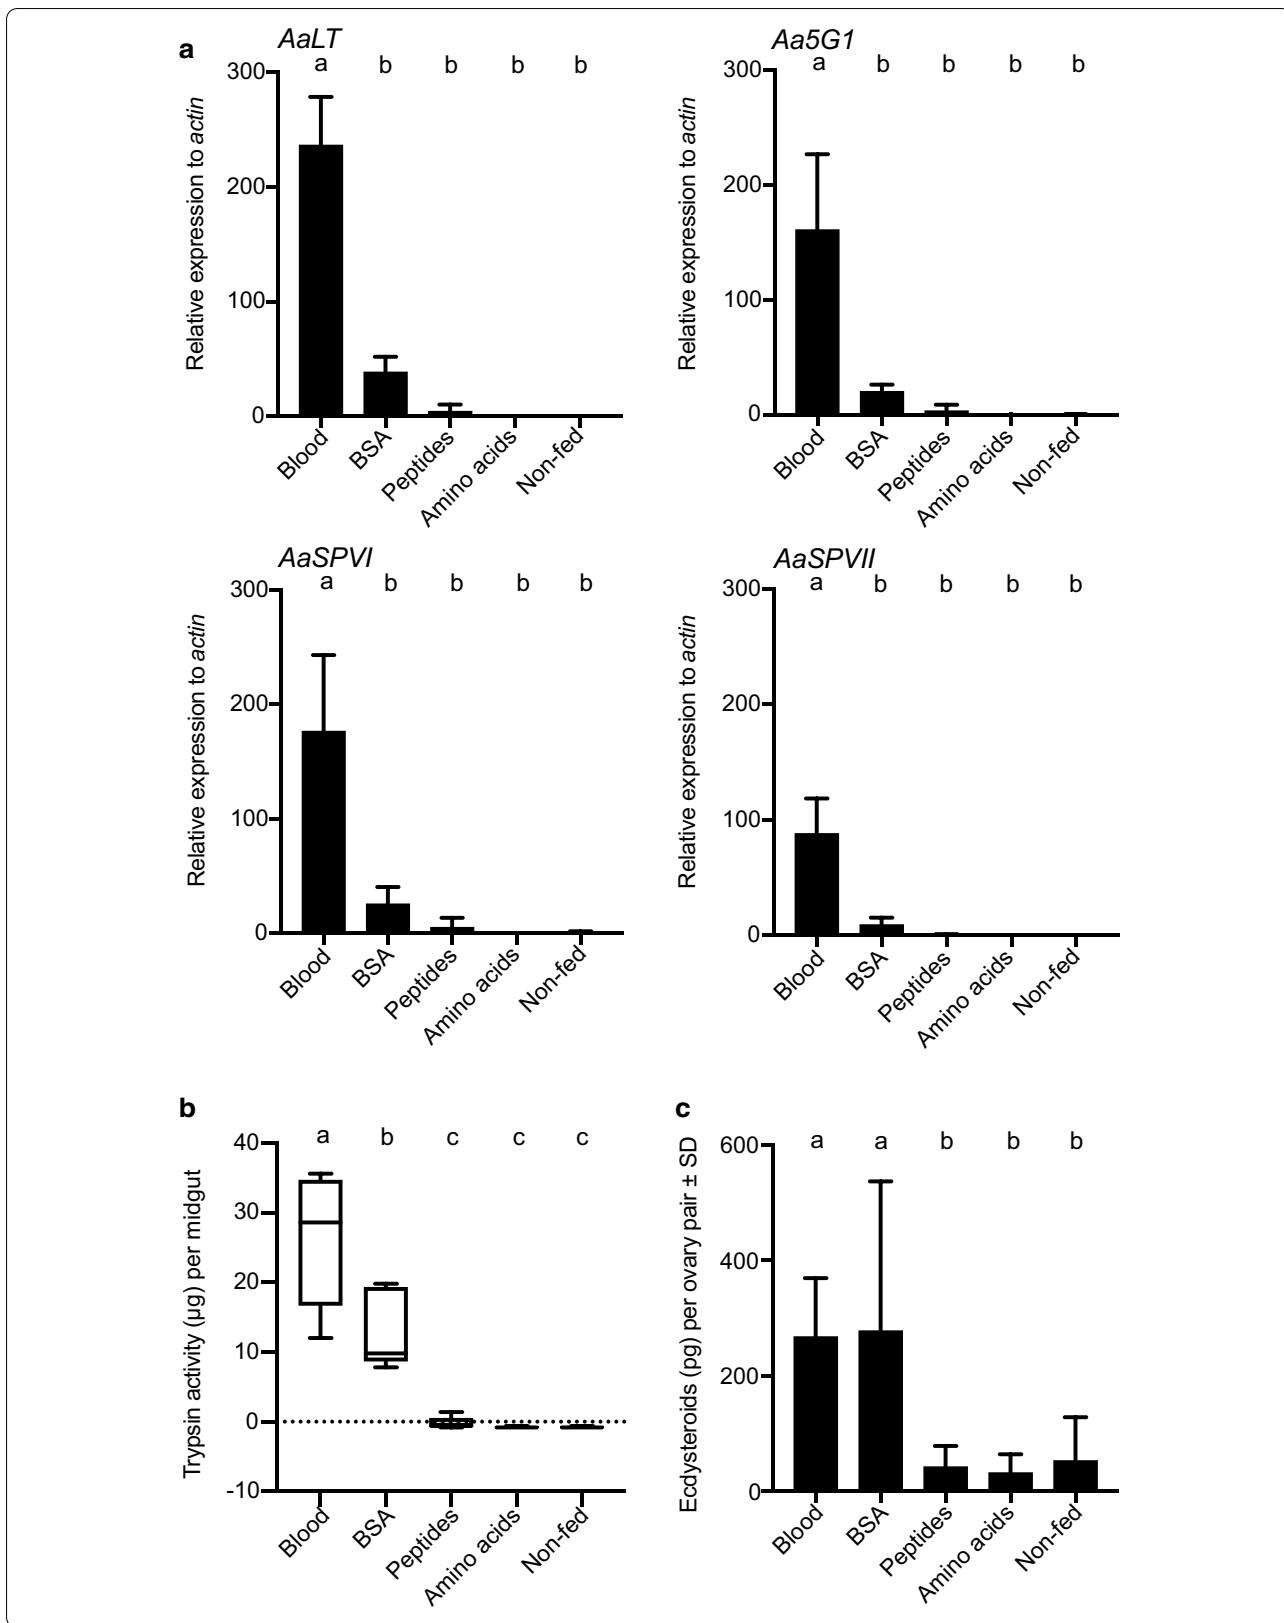 a
AaLT
a b b b b
300
200
100
0
Relative expression to actin
Blood
BSA
Peptides
Amino acids
Non-fed
Aa5G1
a b b b b
300
200
100
0
Relative expression to actin
Blood
BSA
Peptides
Amino acids
Non-fed
AaSPVI
a b b b b
300
200
100
0
Relative expression to actin
Blood
BSA
Peptides
Amino acids
Non-fed
AaSPVII
a b b b b
300
200
100
0
Relative expression to actin
Blood
BSA
Peptides
Amino acids
Non-fed
b
a b c c c
40
30
20
10
0
-10
Trypsin activity (µg) per midgut
Blood
BSA
Peptides
Amino acids
Non-fed
c
a a b b b
600
400
200
0
Ecdysteroids (pg) per ovary pair ± SD
Blood
BSA
Peptides
Amino acids
Non-fed